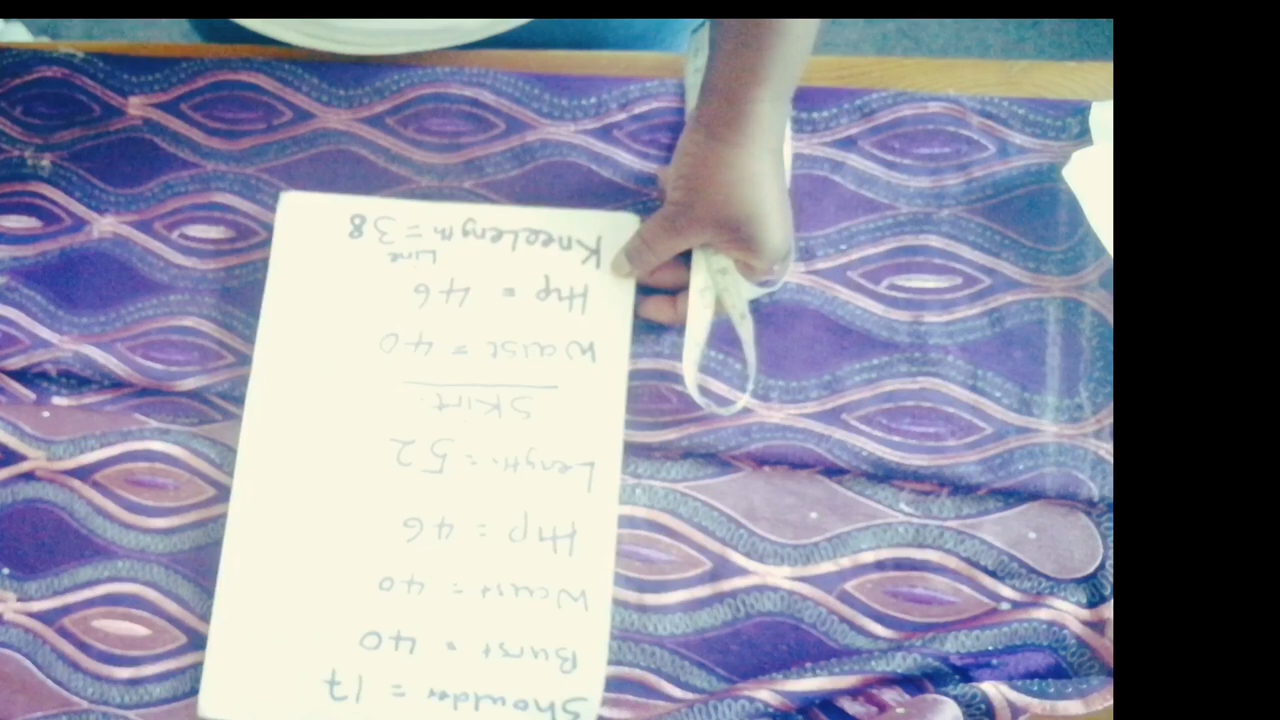 Shoulder = 17
Burst = 40
Waist = 40
Hip = 46
Length = 52
Skirt
Waist = 40
Hip = 46
Line
Kneelength = 38